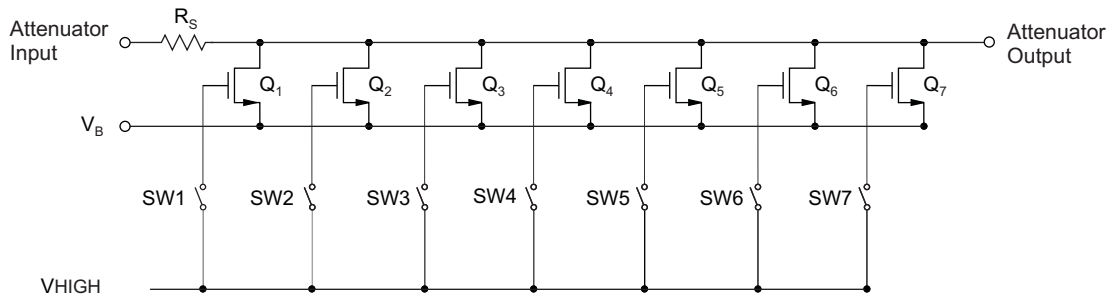 Attenuator
Input
R_S
Attenuator
Output
Q_1
Q_2
Q_3
Q_4
Q_5
Q_6
Q_7
V_B
SW1
SW2
SW3
SW4
SW5
SW6
SW7
VHIGH